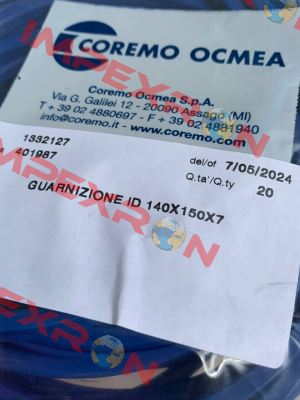 COREMO OCMEA
Coremo Ocmea S.p.A.
Via G. Galilei 12 - 20090 Assago (MI)
T + 39 02 4880697 - F + 39 02 4881940
info@coremo.it - www.coremo.com
1332127
401987
del/of 7/05/2024
Q.ta'/Q.ty 20
GUARNIZIONE ID 140X150X7
IMPEXRON
IMPEXRON
IMPEXRON